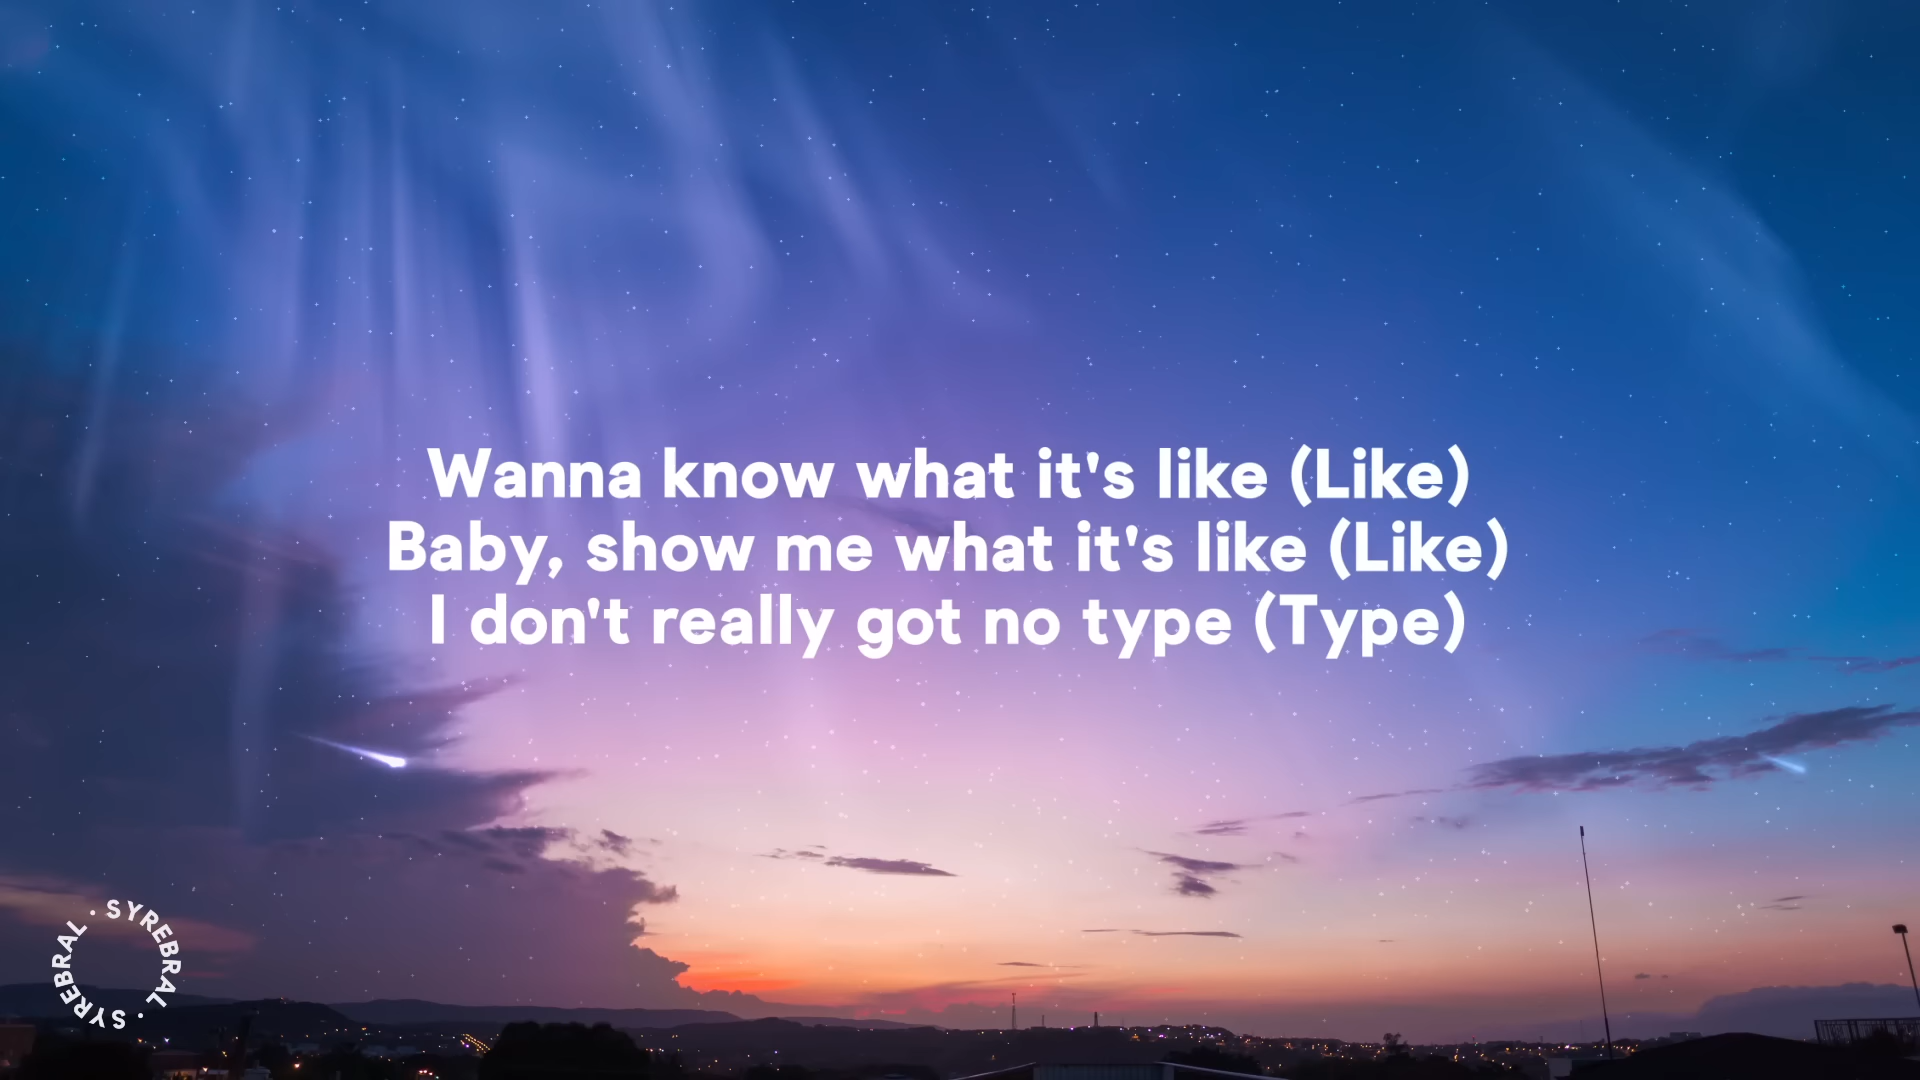 Wanna know what it's like (Like)
Baby, show me what it's like (Like)
I don't really got no type (Type)
SYREBRAL · SYREBRAL ·